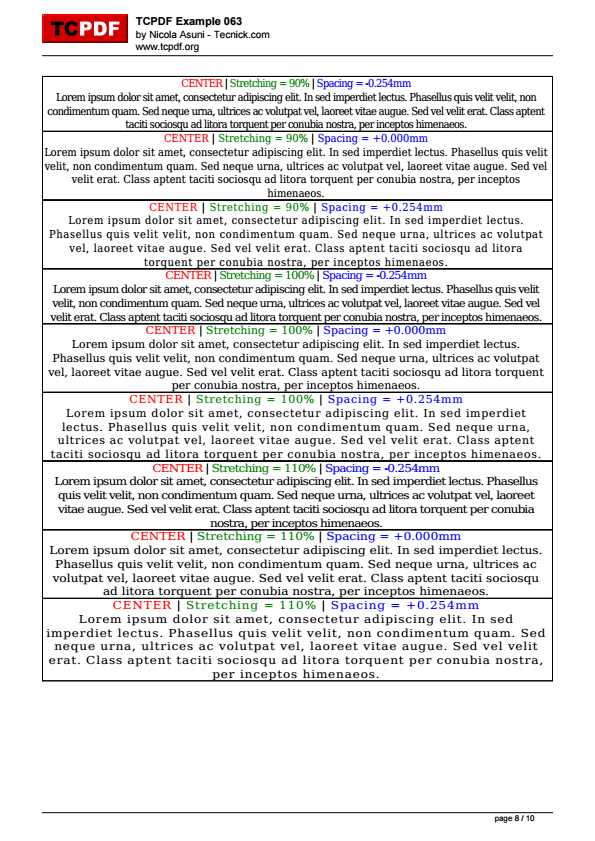 TCPDF
TCPDF Example 063
by Nicola Asuni - Tecnick.com
www.tcpdf.org
CENTER | Stretching = 90% | Spacing = -0.254mm
Lorem ipsum dolor sit amet, consectetur adipiscing elit. In sed imperdiet lectus. Phasellus quis velit velit, non
condimentum quam. Sed neque urna, ultrices ac volutpat vel, laoreet vitae augue. Sed vel velit erat. Class aptent
taciti sociosqu ad litora torquent per conubia nostra, per inceptos himenaeos.
CENTER | Stretching = 90% | Spacing = +0.000mm
Lorem ipsum dolor sit amet, consectetur adipiscing elit. In sed imperdiet lectus. Phasellus quis velit
velit, non condimentum quam. Sed neque urna, ultrices ac volutpat vel, laoreet vitae augue. Sed vel
velit erat. Class aptent taciti sociosqu ad litora torquent per conubia nostra, per inceptos
himenaeos.
CENTER | Stretching = 90% | Spacing = +0.254mm
Lorem ipsum dolor sit amet, consectetur adipiscing elit. In sed imperdiet lectus.
Phasellus quis velit velit, non condimentum quam. Sed neque urna, ultrices ac volutpat
vel, laoreet vitae augue. Sed vel velit erat. Class aptent taciti sociosqu ad litora
torquent per conubia nostra, per inceptos himenaeos.
CENTER | Stretching = 100% | Spacing = -0.254mm
Lorem ipsum dolor sit amet, consectetur adipiscing elit. In sed imperdiet lectus. Phasellus quis velit
velit, non condimentum quam. Sed neque urna, ultrices ac volutpat vel, laoreet vitae augue. Sed vel
velit erat. Class aptent taciti sociosqu ad litora torquent per conubia nostra, per inceptos himenaeos.
CENTER | Stretching = 100% | Spacing = +0.000mm
Lorem ipsum dolor sit amet, consectetur adipiscing elit. In sed imperdiet lectus.
Phasellus quis velit velit, non condimentum quam. Sed neque urna, ultrices ac volutpat
vel, laoreet vitae augue. Sed vel velit erat. Class aptent taciti sociosqu ad litora torquent
per conubia nostra, per inceptos himenaeos.
CENTER | Stretching = 100% | Spacing = +0.254mm
Lorem ipsum dolor sit amet, consectetur adipiscing elit. In sed imperdiet
lectus. Phasellus quis velit velit, non condimentum quam. Sed neque urna,
ultrices ac volutpat vel, laoreet vitae augue. Sed vel velit erat. Class aptent
taciti sociosqu ad litora torquent per conubia nostra, per inceptos himenaeos.
CENTER | Stretching = 110% | Spacing = -0.254mm
Lorem ipsum dolor sit amet, consectetur adipiscing elit. In sed imperdiet lectus. Phasellus
quis velit velit, non condimentum quam. Sed neque urna, ultrices ac volutpat vel, laoreet
vitae augue. Sed vel velit erat. Class aptent taciti sociosqu ad litora torquent per conubia
nostra, per inceptos himenaeos.
CENTER | Stretching = 110% | Spacing = +0.000mm
Lorem ipsum dolor sit amet, consectetur adipiscing elit. In sed imperdiet lectus.
Phasellus quis velit velit, non condimentum quam. Sed neque urna, ultrices ac
volutpat vel, laoreet vitae augue. Sed vel velit erat. Class aptent taciti sociosqu
ad litora torquent per conubia nostra, per inceptos himenaeos.
CENTER | Stretching = 110% | Spacing = +0.254mm
Lorem ipsum dolor sit amet, consectetur adipiscing elit. In sed
imperdiet lectus. Phasellus quis velit velit, non condimentum quam. Sed
neque urna, ultrices ac volutpat vel, laoreet vitae augue. Sed vel velit
erat. Class aptent taciti sociosqu ad litora torquent per conubia nostra,
per inceptos himenaeos.
page 8 / 10